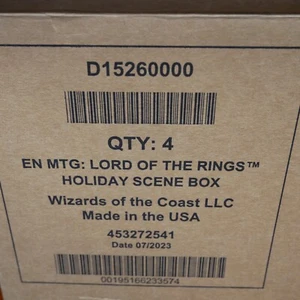 D15260000
QTY: 4
EN MTG: LORD OF THE RINGS™
HOLIDAY SCENE BOX
Wizards of the Coast LLC
Made in the USA
453272541
Date 07/2023
00195166233574